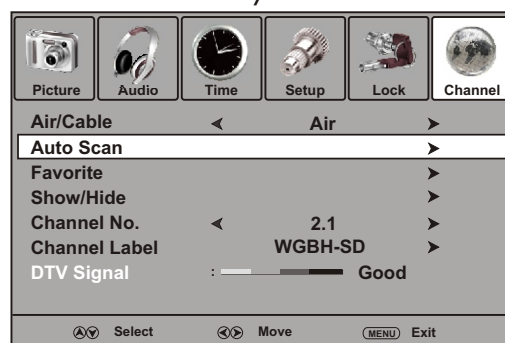 Picture Audio Time Setup Lock Channel
Air/Cable Air
Auto Scan
Favorite
Show/Hide
Channel No. 2.1
Channel Label WGBH-SD
DTV Signal : Good
Select Move MENU Exit